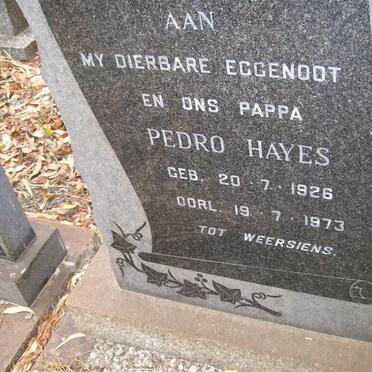 AAN
MY DIERBARE EGGENOOT
EN ONS PAPPA
PEDRO HAYES
GEB. 20·7·1926
OORL. 19·7·1973
TOT WEERSIENS.